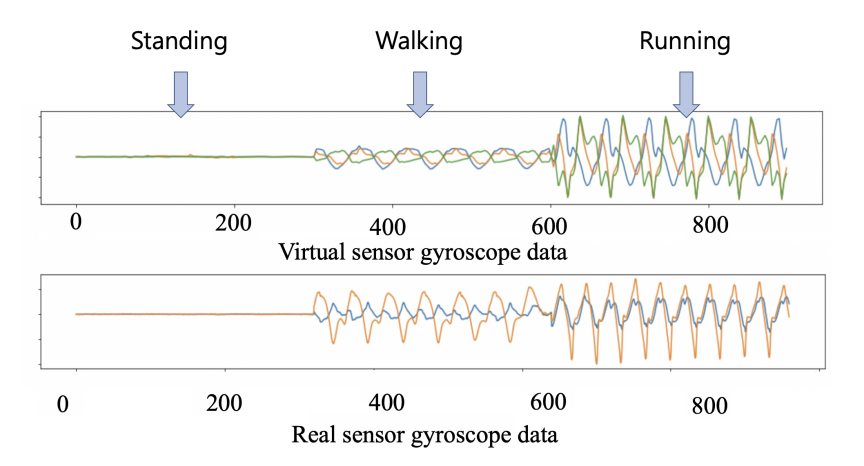 Standing Walking Running
0 200 400 600 800
Virtual sensor gyroscope data
0 200 400 600 800
Real sensor gyroscope data